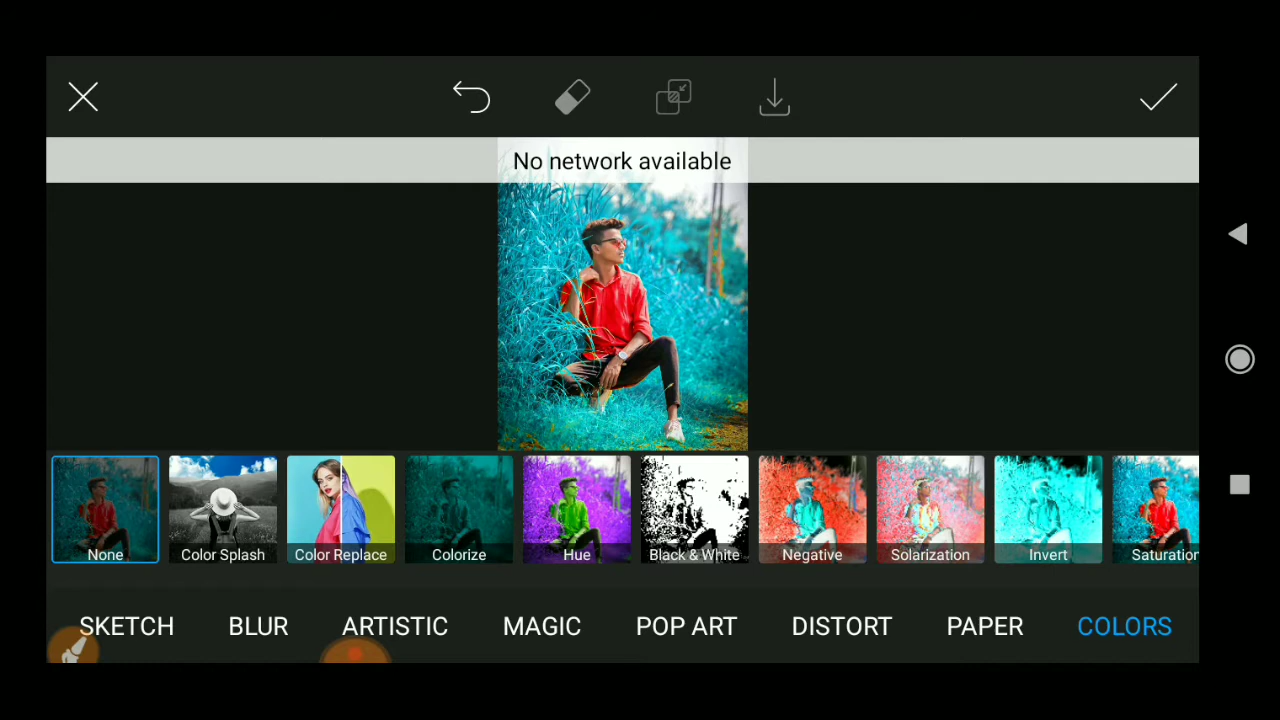 No network available
None
Color Splash
Color Replace
Colorize
Hue
Black & White
Negative
Solarization
Invert
Saturation
SKETCH
BLUR
ARTISTIC
MAGIC
POP ART
DISTORT
PAPER
COLORS